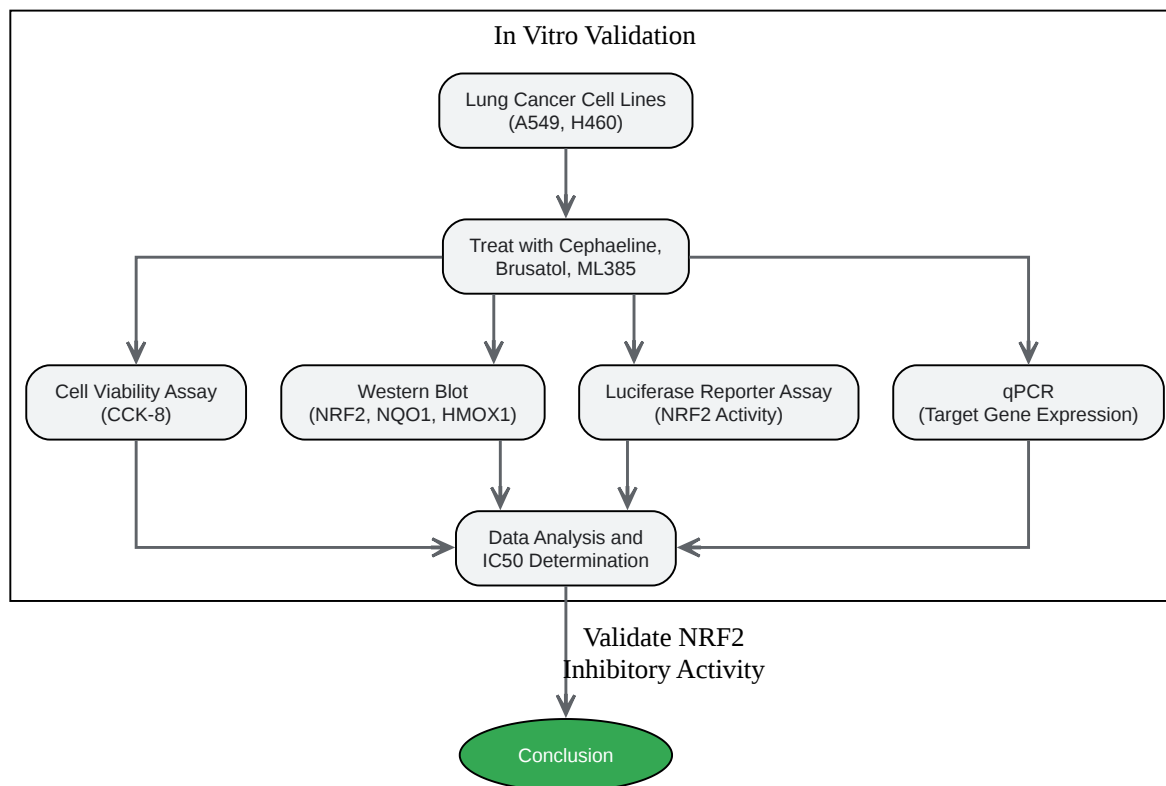 In Vitro Validation
Lung Cancer Cell Lines
(A549, H460)
Treat with Cephaeline,
Brusatol, ML385
Cell Viability Assay
(CCK-8)
Western Blot
(NRF2, NQO1, HMOX1)
Luciferase Reporter Assay
(NRF2 Activity)
qPCR
(Target Gene Expression)
Data Analysis and
IC50 Determination
Validate NRF2
Inhibitory Activity
Conclusion